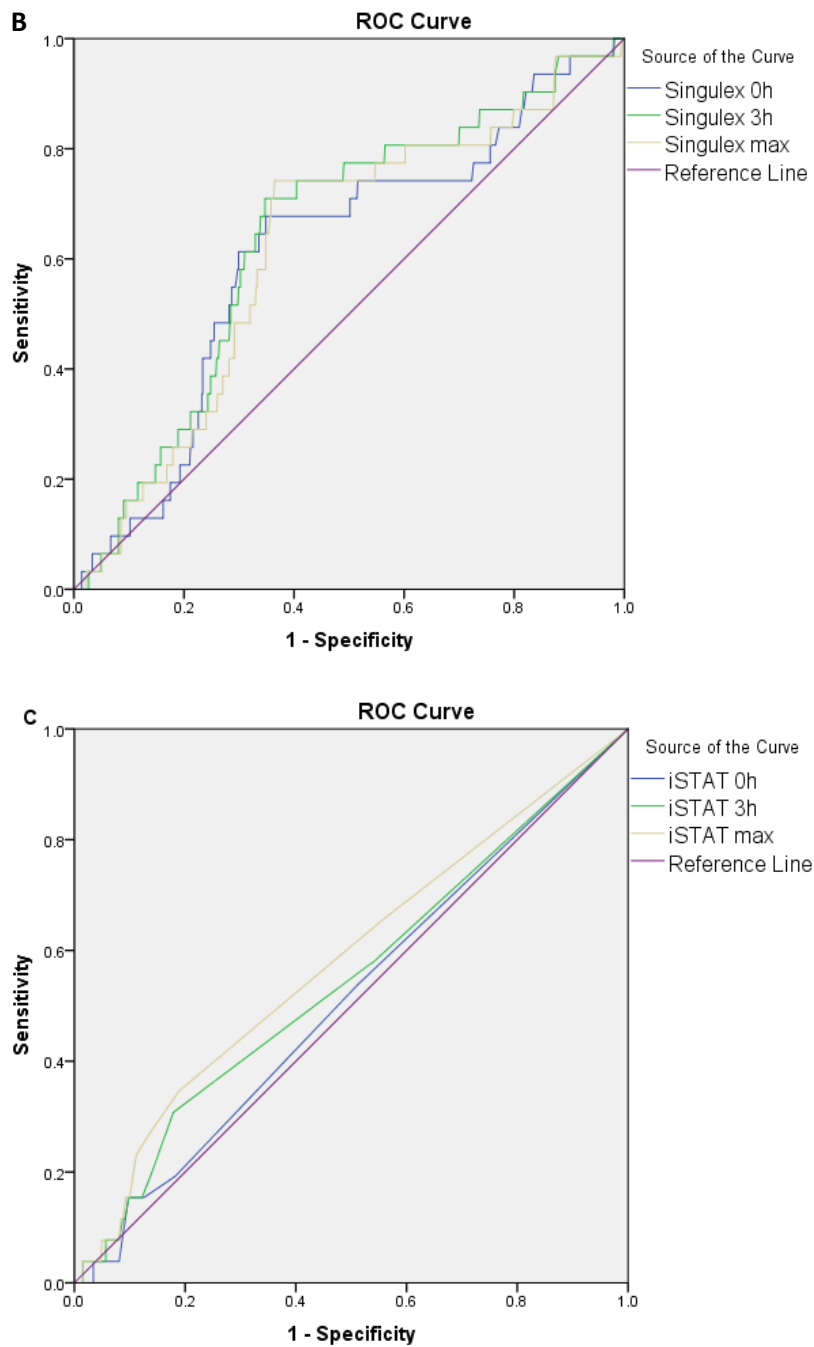 B
ROC Curve
Source of the Curve
Singulex 0h
Singulex 3h
Singulex max
Reference Line
Sensitivity
1.0
0.8
0.6
0.4
0.2
0.0
0.0 0.2 0.4 0.6 0.8 1.0
1 - Specificity
C
ROC Curve
Source of the Curve
iSTAT 0h
iSTAT 3h
iSTAT max
Reference Line
Sensitivity
1.0
0.8
0.6
0.4
0.2
0.0
0.0 0.2 0.4 0.6 0.8 1.0
1 - Specificity